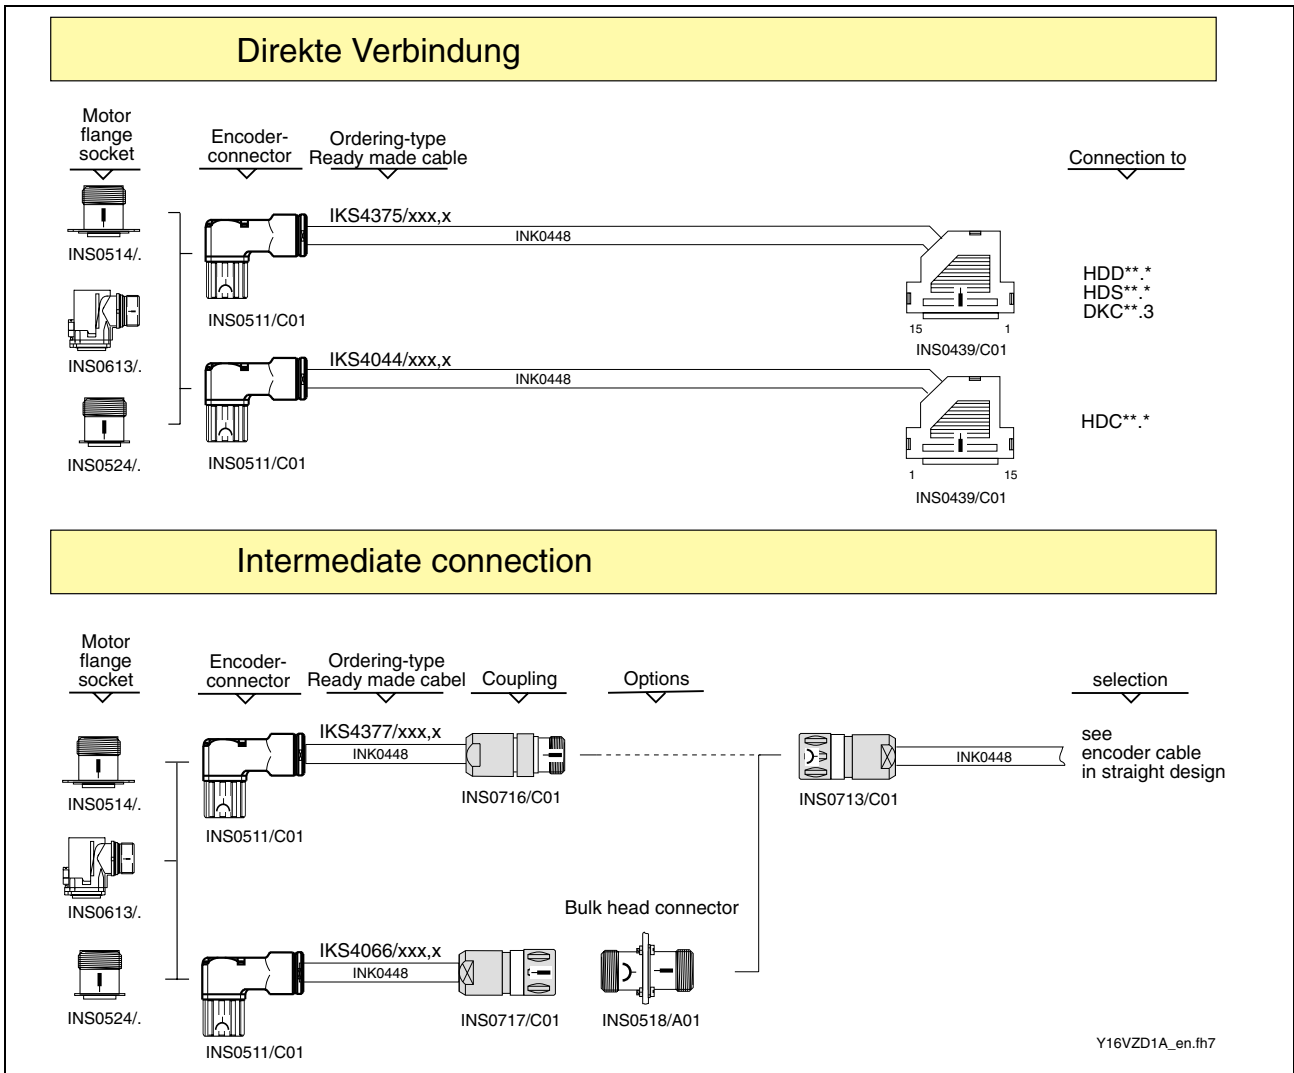 Direkte Verbindung
Motor
flange
socket
Encoder-
connector
Ordering-type
Ready made cable
Connection to
INS0514/.
INS0613/.
INS0524/.
IKS4375/xxx,x
INK0448
INS0511/C01
15
1
INS0439/C01
HDD**.*
HDS**.*
DKC**.3
IKS4044/xxx,x
INK0448
INS0511/C01
1
15
INS0439/C01
HDC**.*
Intermediate connection
Motor
flange
socket
Encoder-
connector
Ordering-type
Ready made cabel
Coupling
Options
selection
INS0514/.
INS0613/.
INS0524/.
IKS4377/xxx,x
INK0448
INS0511/C01
INS0716/C01
INS0713/C01
INK0448
see
encoder cable
in straight design
Bulk head connector
IKS4066/xxx,x
INK0448
INS0511/C01
INS0717/C01
INS0518/A01
Y16VZD1A_en.fh7